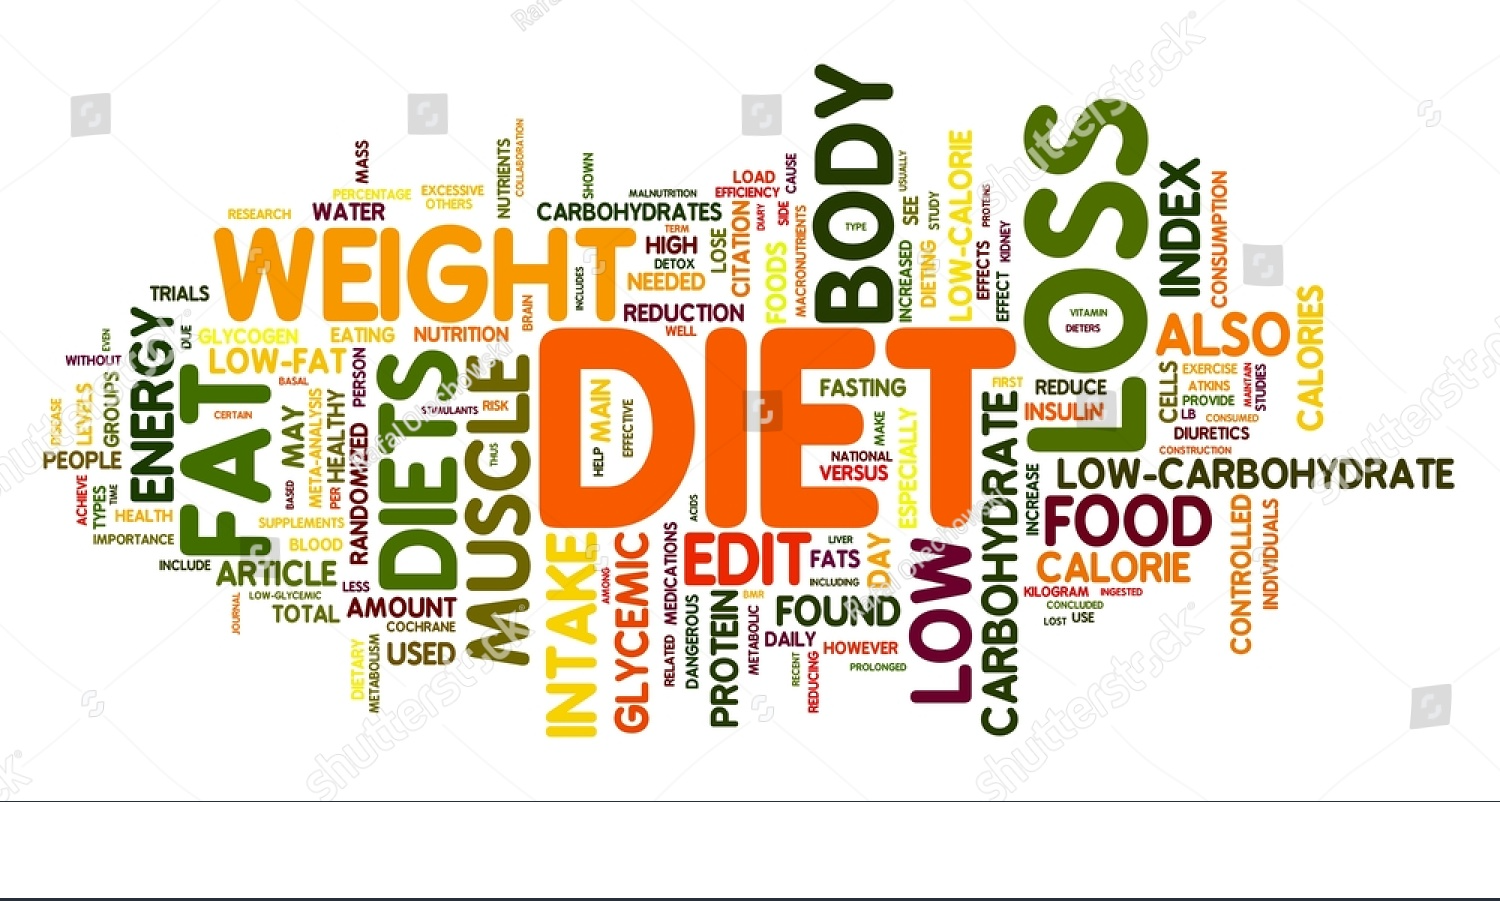 MASS
PERCENTAGE
EXCESSIVE
OTHERS
NUTRIENTS
COLLABORATION
SHOWN
MALNUTRITION
LOAD
EFFICIENCY
CAUSE
RESEARCH
WATER
CARBOHYDRATES
TERM
HIGH
DETOX
NEEDED
LOSE
CITATION
DIARY
SIDE
FOODS
MACRONUTRIENTS
BODY
TYPE
USUALLY
SEE
STUDY
INCREASED
DIETING
LOW-CALORIE
PROTEINS
EFFECTS
KIDNEY
EFFECT
LOSS
VITAMIN
DIETERS
INDEX
CONSUMPTION
WEIGHT
INCLUDES
BRAIN
TRIALS
REDUCTION
WELL
DUE
GLYCOGEN
EATING
NUTRITION
LOW-FAT
BASAL
EVEN
WITHOUT
ENERGY
DISEASE
LEVELS
GROUPS
PEOPLE
ACHIEVE
TYPES
TIME
HEALTH
IMPORTANCE
INCLUDE
FAT
CERTAIN
MAY
BASED
META-ANALYSIS
HEALTHY
PER
PERSON
RANDOMIZED
SUPPLEMENTS
BLOOD
ARTICLE
LESS
LOW-GLYCEMIC
JOURNAL
TOTAL
AMOUNT
COCHRANE
USED
DIETARY
METABOLISM
DIETS
STIMULANTS
RISK
THUS
MUSCLE
DIET
HELP
MAIN
EFFECTIVE
FASTING
MAKE
NATIONAL
VERSUS
ESPECIALLY
FIRST
REDUCE
INSULIN
ALSO
CALORIES
CELLS
EXERCISE
ATKINS
PROVIDE
MAINTAIN
STUDIES
LB
CONSUMED
DIURETICS
CONSTRUCTION
LOW-CARBOHYDRATE
INCREASE
FOOD
CALORIE
KILOGRAM
INGESTED
CONCLUDED
LOST
USE
CONTROLLED
INDIVIDUALS
CARBOHYDRATE
LOW
INTAKE
AMONG
GLYCEMIC
ACIDS
MEDICATIONS
RELATED
DANGEROUS
EDIT
LIVER
FATS
INCLUDING
DAY
PROTEIN
BMR
METABOLIC
FOUND
DAILY
HOWEVER
RECENT
REDUCING
PROLONGED
shutterstock